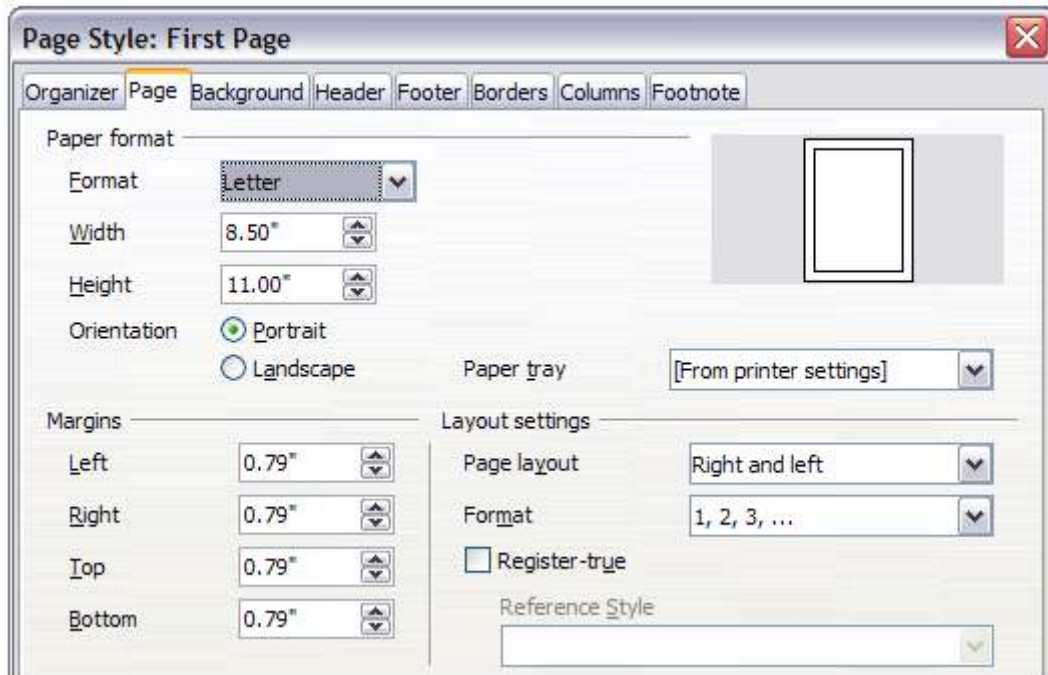 Page Style: First Page
Organizer Page Background Header Footer Borders Columns Footnote
Paper format
Format Letter
Width 8.50"
Height 11.00"
Orientation Portrait
Landscape
Paper tray [From printer settings]
Margins
Left 0.79"
Right 0.79"
Top 0.79"
Bottom 0.79"
Layout settings
Page layout Right and left
Format 1, 2, 3, ...
Register-true
Reference Style